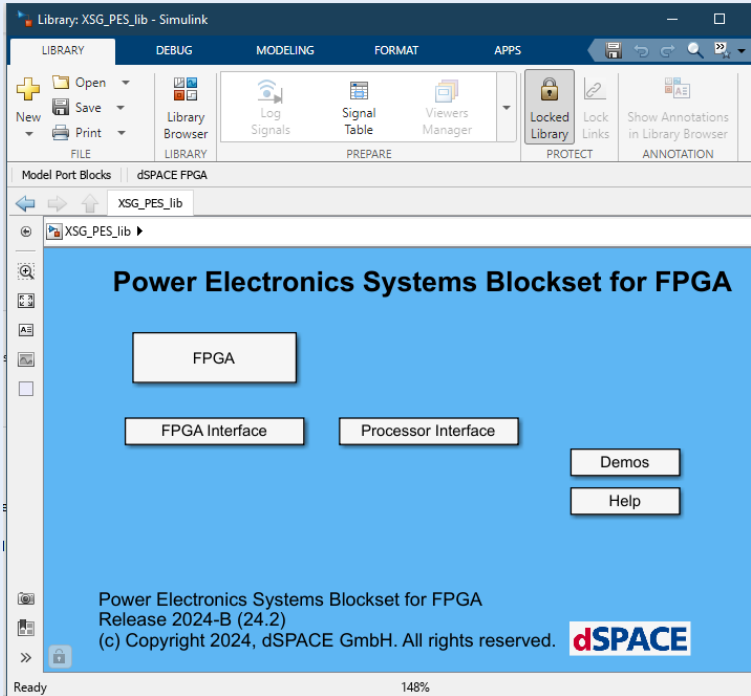 Library: XSG_PES_lib - Simulink
LIBRARY DEBUG MODELING FORMAT APPS
New
Open
Save
Print
FILE
Library Browser
LIBRARY
Log Signals
Signal Table
Viewers Manager
PREPARE
Locked Library
Lock Links
PROTECT
Show Annotations in Library Browser
ANNOTATION
Model Port Blocks dSPACE FPGA
XSG_PES_lib
XSG_PES_lib
Power Electronics Systems Blockset for FPGA
FPGA
FPGA Interface
Processor Interface
Demos
Help
Power Electronics Systems Blockset for FPGA
Release 2024-B (24.2)
(c) Copyright 2024, dSPACE GmbH. All rights reserved.
dSPACE
Ready 148%